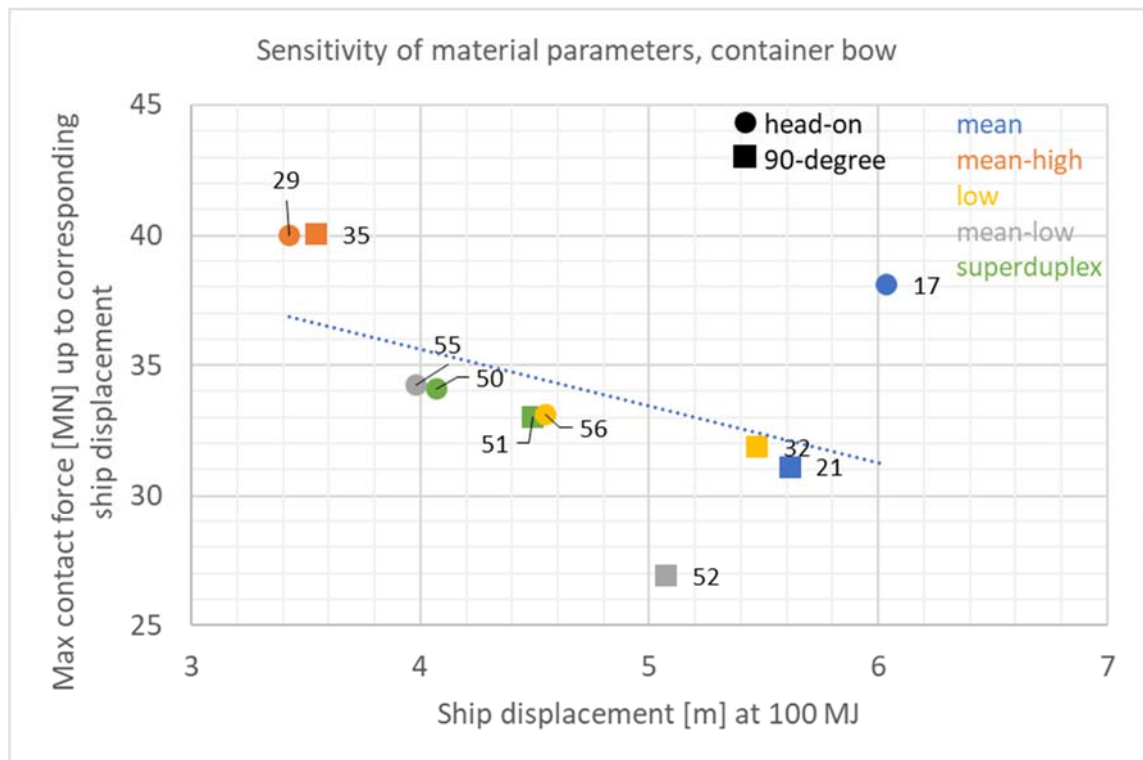 Sensitivity of material parameters, container bow
Max contact force [MN] up to corresponding
ship displacement
45
40
35
30
25
head-on
90-degree
mean
mean-high
low
mean-low
superduplex
29
35
17
55
50
51
56
32
21
52
3
4
5
6
7
Ship displacement [m] at 100 MJ